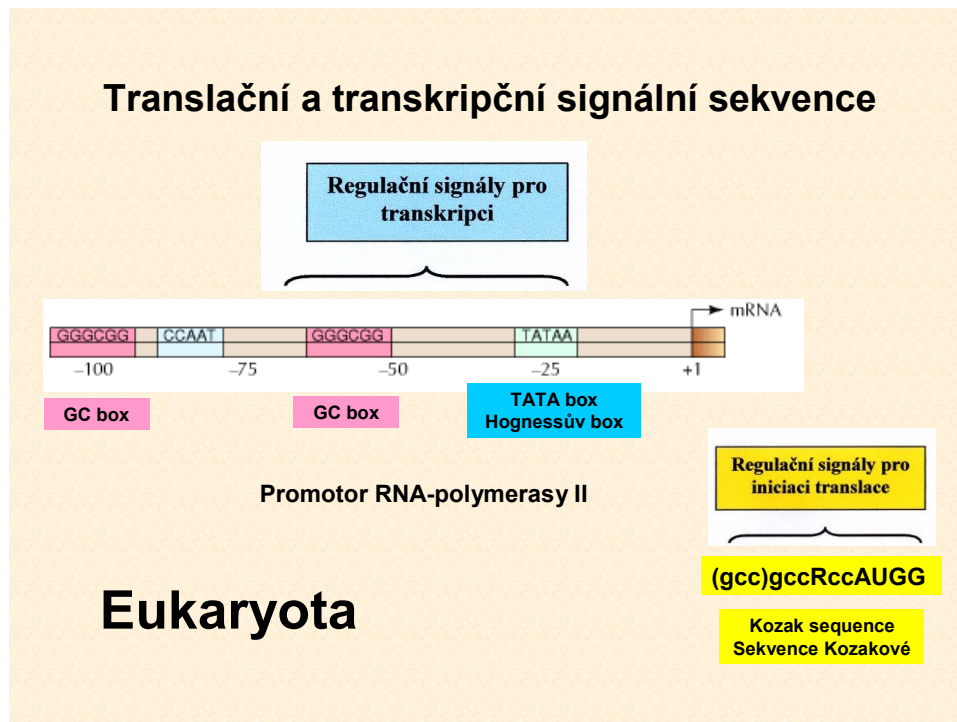 Translační a transkripční signální sekvence
Regulační signály pro
transkripci
mRNA
GGGCGG CCAAT GGGCGG TATAA
–100 –75 –50 –25 +1
GC box GC box TATA box
Hognessův box
Regulační signály pro
iniciaci translace
Promotor RNA-polymerasy II
(gcc)gccRccAUGG
Eukaryota
Kozak sequence
Sekvence Kozakové